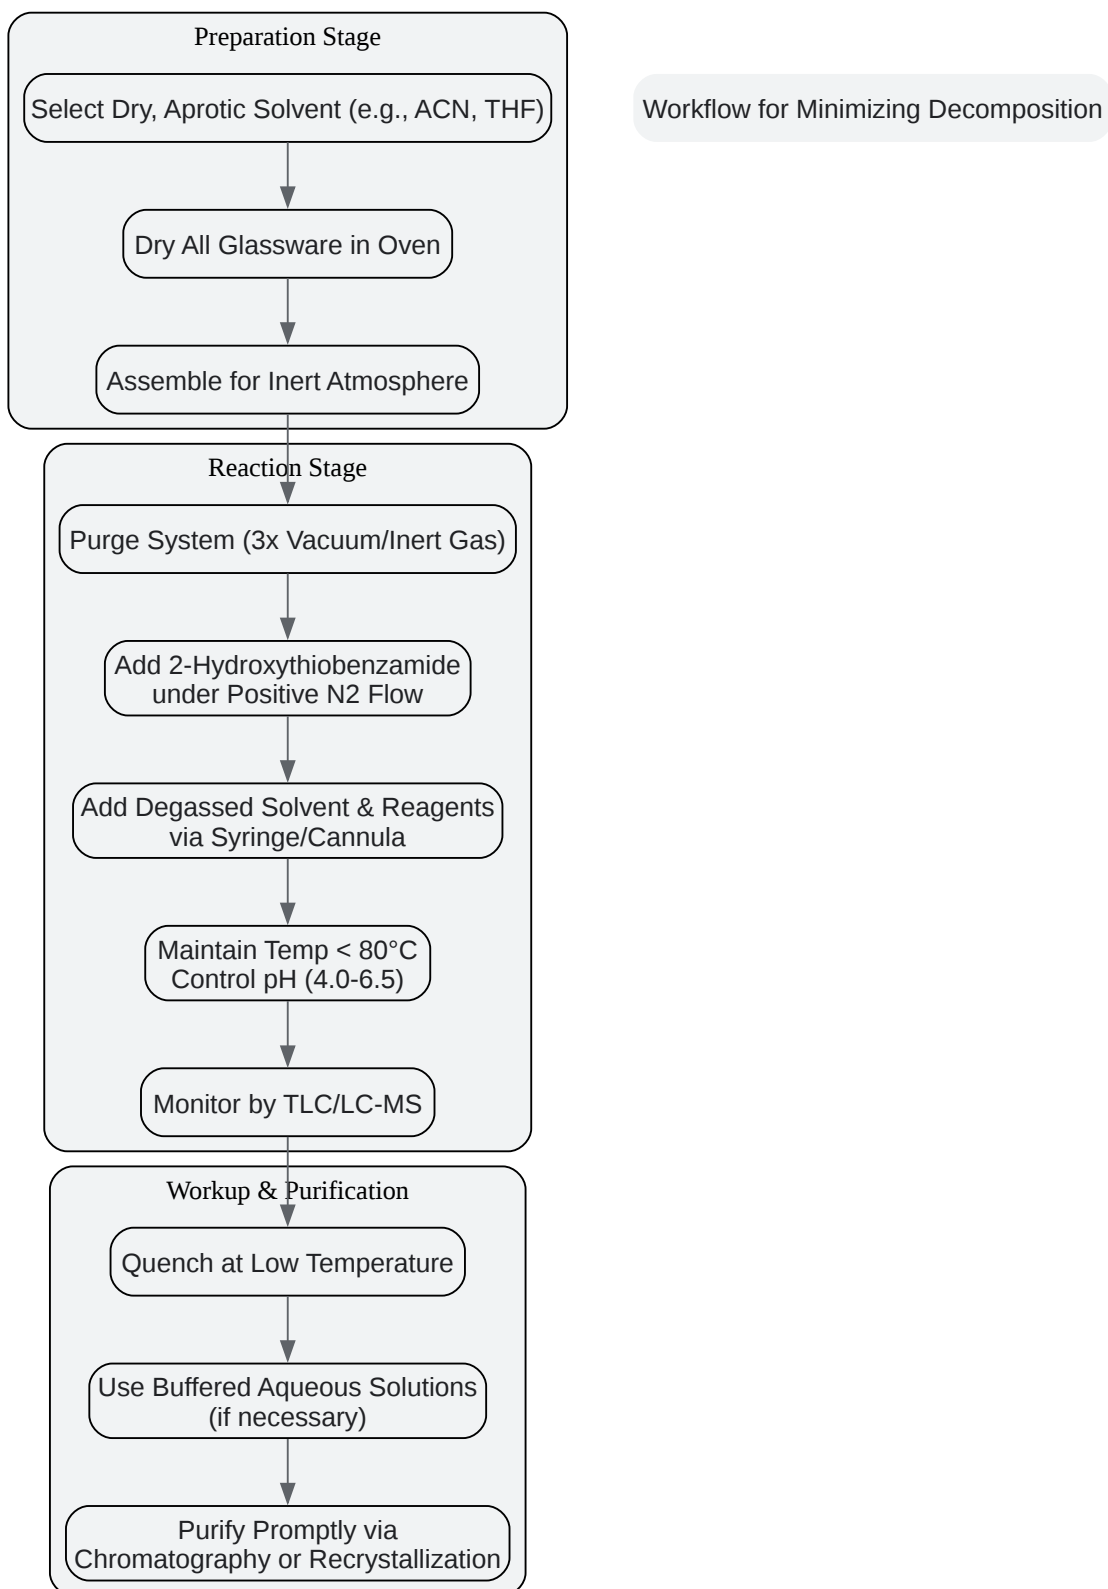 Preparation Stage
Select Dry, Aprotic Solvent (e.g., ACN, THF)
Workflow for Minimizing Decomposition
Dry All Glassware in Oven
Assemble for Inert Atmosphere
Reaction Stage
Purge System (3x Vacuum/Inert Gas)
Add 2-Hydroxythiobenzamide
under Positive N2 Flow
Add Degassed Solvent & Reagents
via Syringe/Cannula
Maintain Temp < 80°C
Control pH (4.0-6.5)
Monitor by TLC/LC-MS
Workup & Purification
Quench at Low Temperature
Use Buffered Aqueous Solutions
(if necessary)
Purify Promptly via
Chromatography or Recrystallization